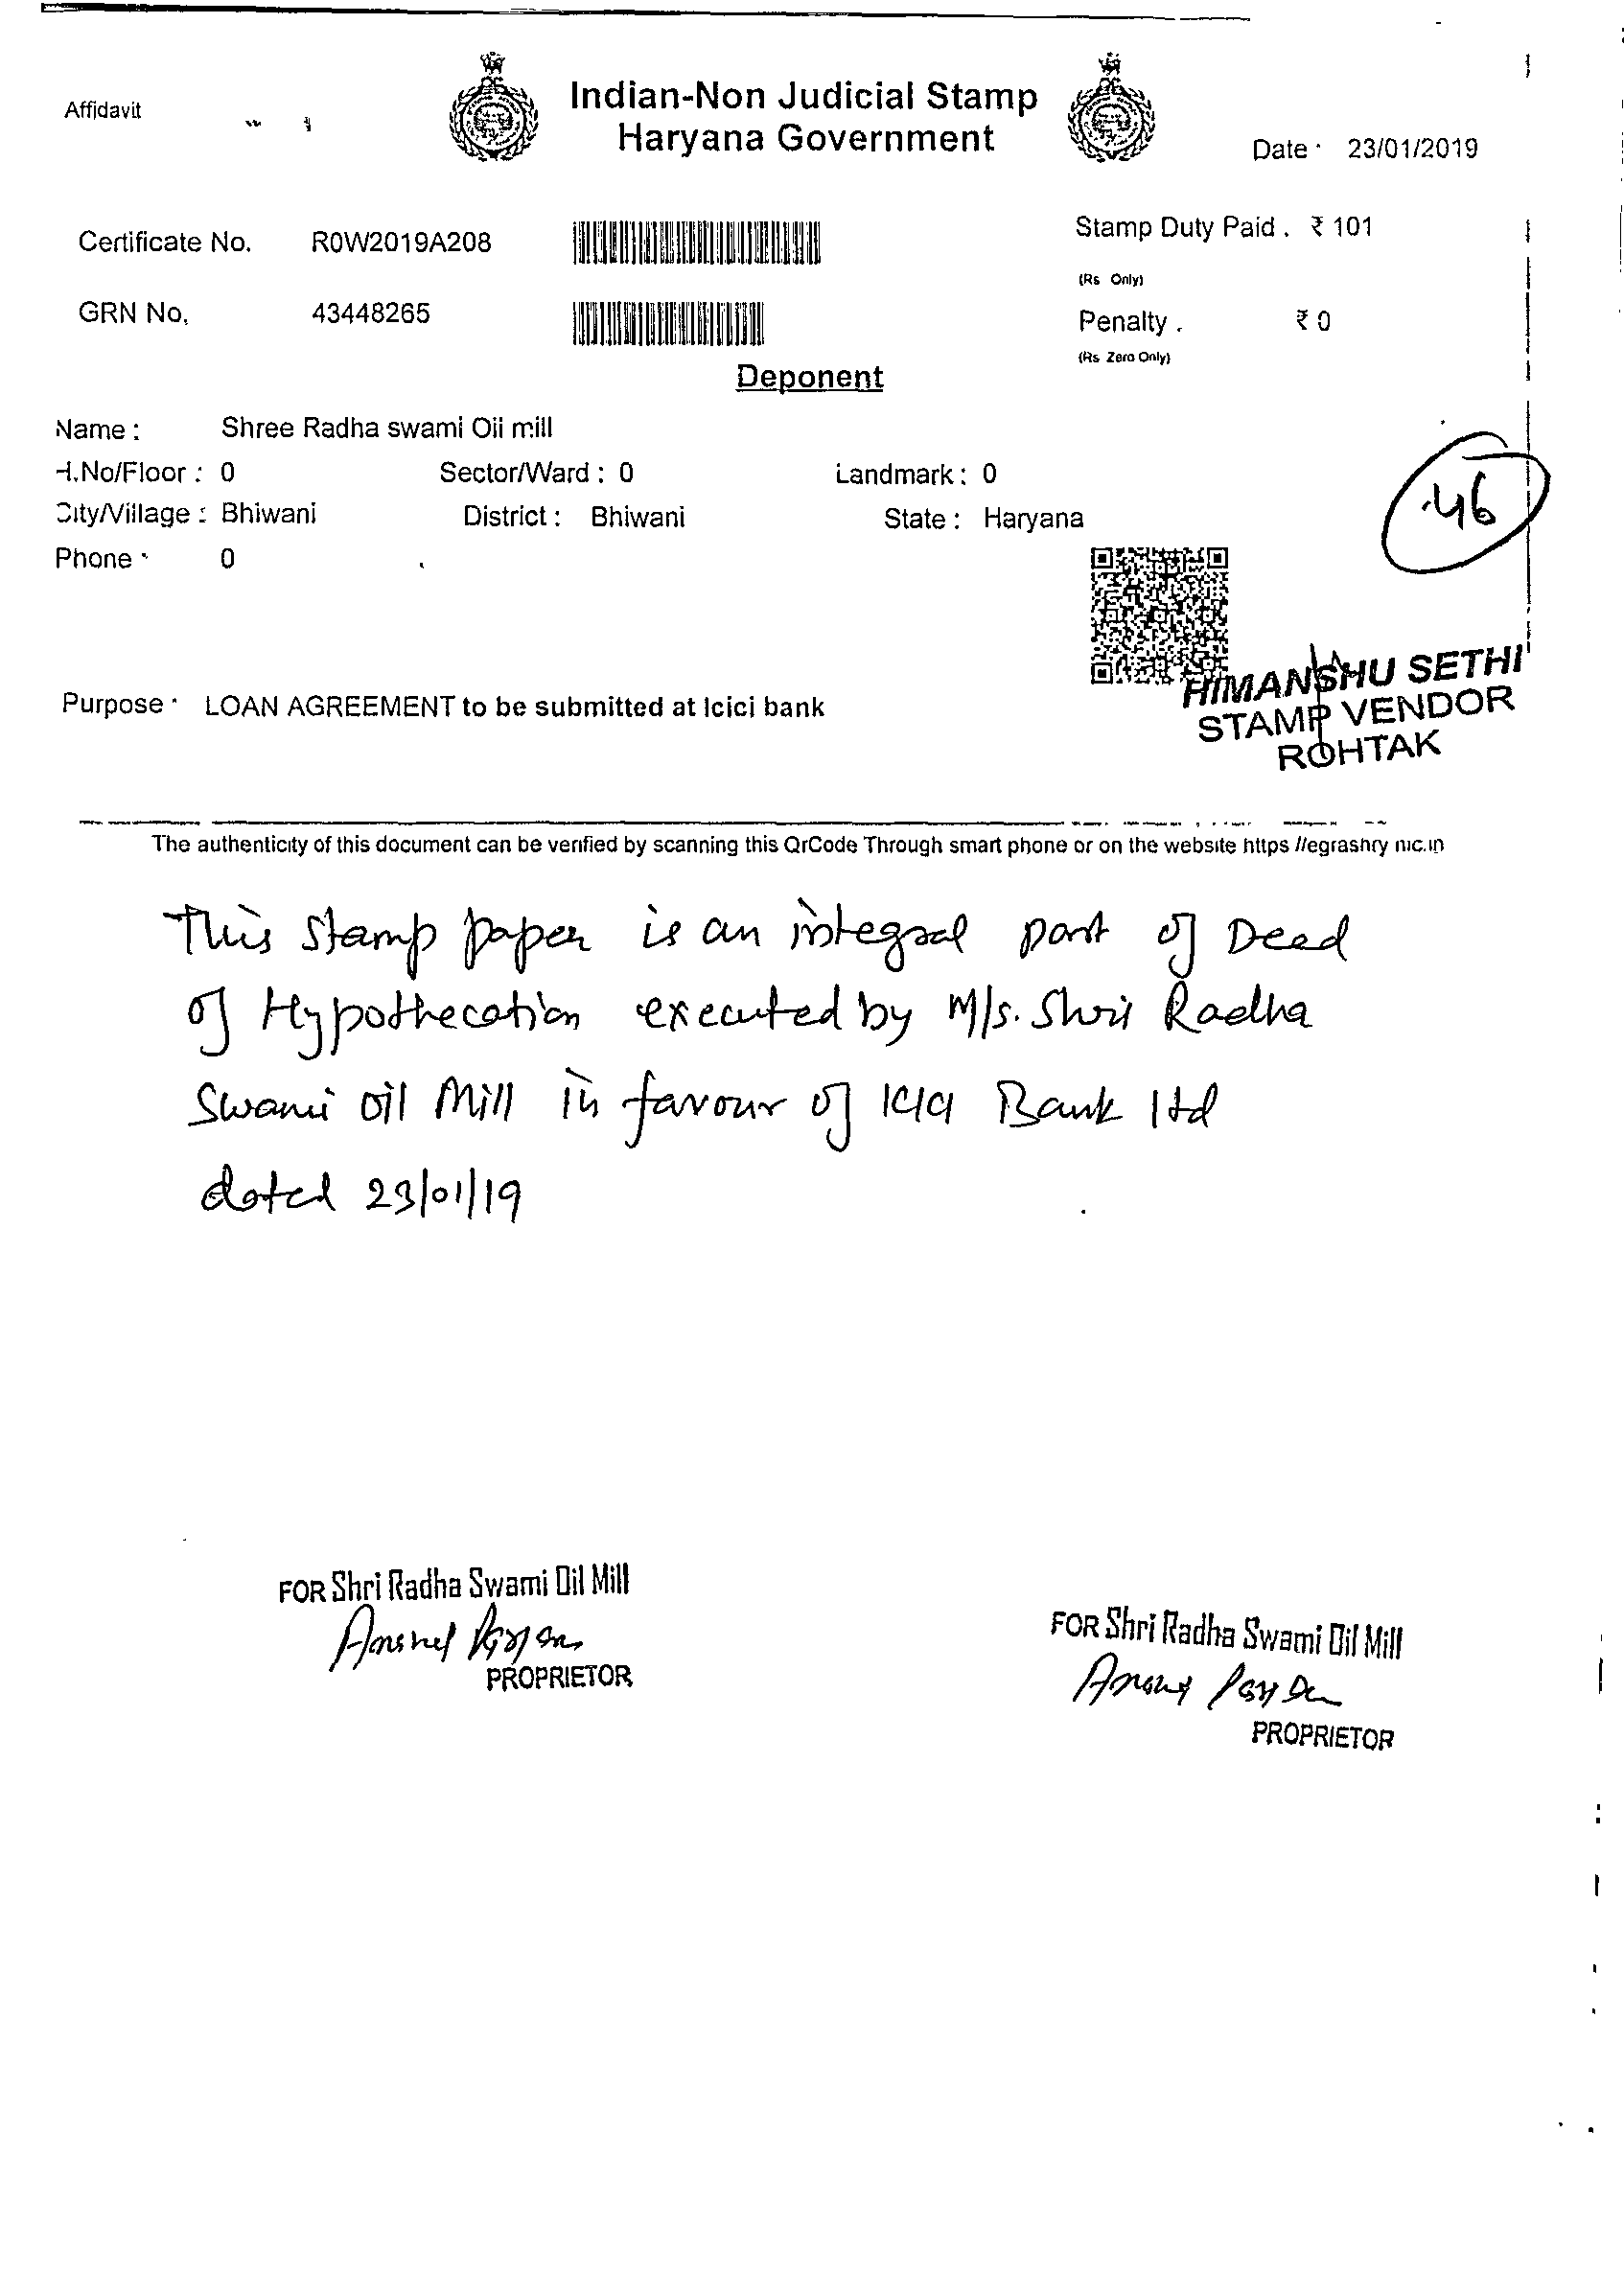 Affidavit
Indian-Non Judicial Stamp
Haryana Government
Date : 23/01/2019
Certificate No. R0W2019A208
Stamp Duty Paid : ₹ 101
(Rs Only)
GRN No. 43448265
Penalty : ₹ 0
(Rs Zero Only)
Deponent
Name : Shree Radha swami Oil mill
H.No/Floor : 0 Sector/Ward : 0 Landmark : 0
City/Village : Bhiwani District : Bhiwani State : Haryana
Phone : 0
46
HIMANSHU SETHI
STAMP VENDOR
ROHTAK
Purpose : LOAN AGREEMENT to be submitted at Icici bank
The authenticity of this document can be verified by scanning this QrCode Through smart phone or on the website https //egrashry nic.in
This stamp paper is an integral part of Deed
of Hypothecation executed by M/s. Shri Radha
Swami Oil Mill in favour of ICICI Bank ltd
dated 23/01/19
FOR Shri Radha Swami Oil Mill
PROPRIETOR
FOR Shri Radha Swami Oil Mill
PROPRIETOR